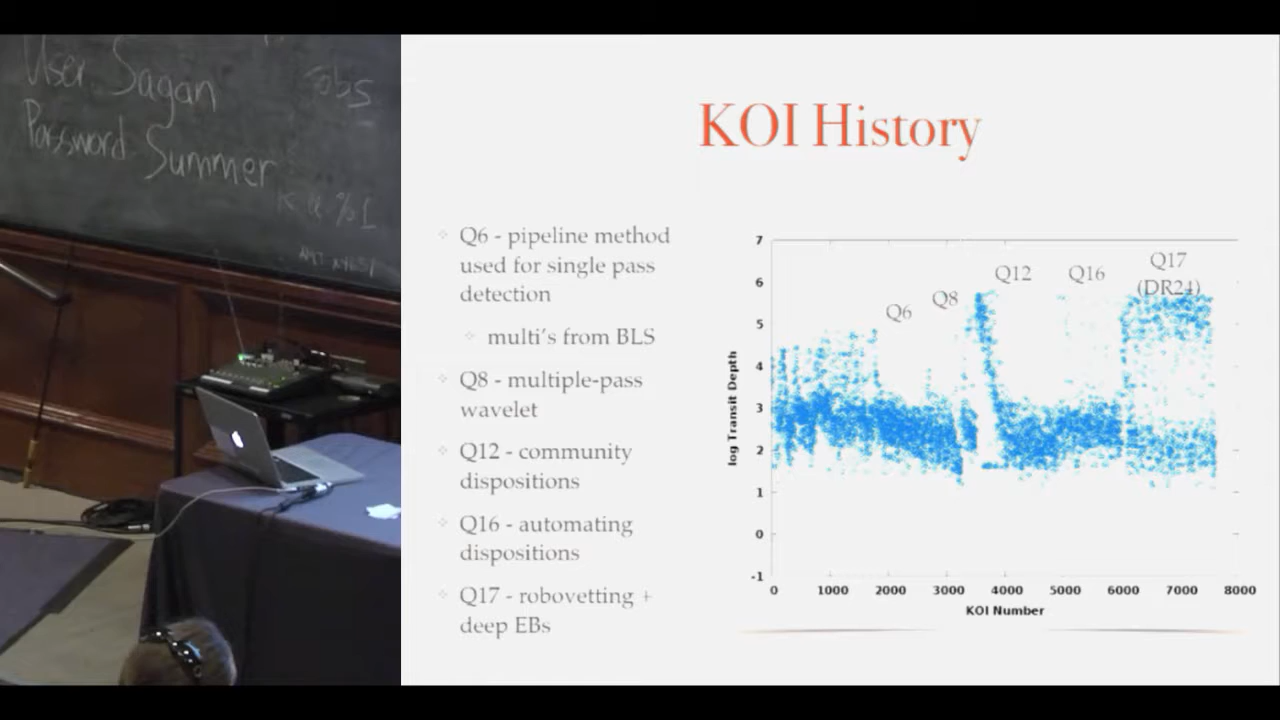 User Sagan
Password Summer
KOI History
Q6 - pipeline method
used for single pass
detection
multi's from BLS
Q8 - multiple-pass
wavelet
Q12 - community
dispositions
Q16 - automating
dispositions
Q17 - robovetting +
deep EBs
7
6
5
4
3
2
1
0
-1
log Transit Depth
Q6
Q8
Q12
Q16
Q17
(DR24)
0 1000 2000 3000 4000 5000 6000 7000 8000
KOI Number